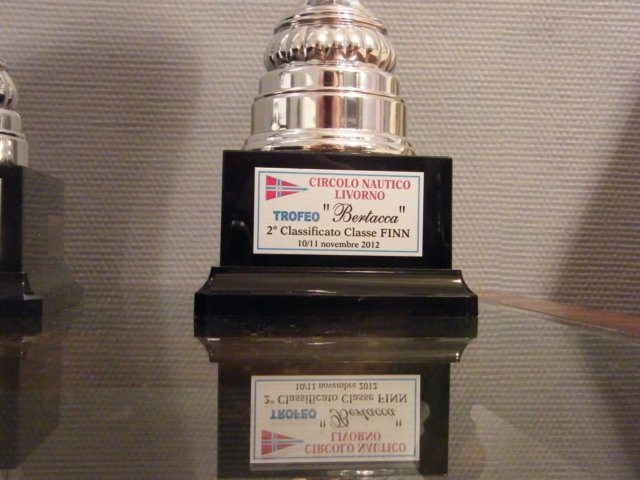 CIRCOLO NAUTICO
LIVORNO
TROFEO "Bertacca"
2° Classificato Classe FINN
10/11 novembre 2012